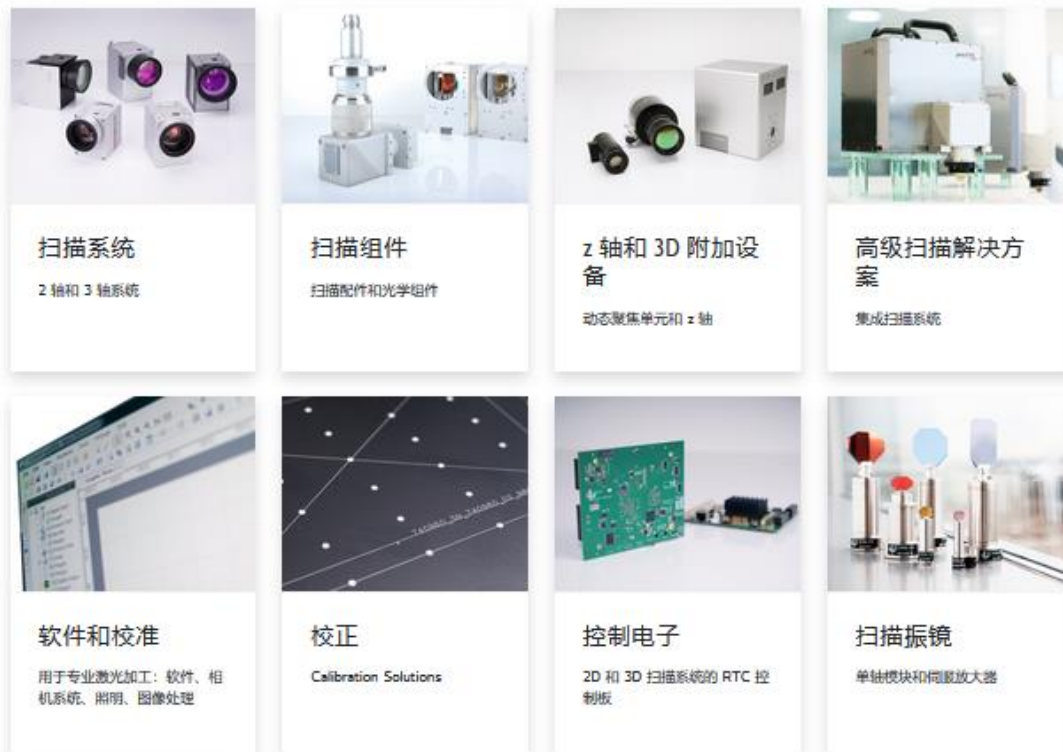 扫描系统
2 轴和 3 轴系统
扫描组件
扫描配件和光学组件
z 轴和 3D 附加设
备
动态聚焦单元和 z 轴
高级扫描解决方
案
集成扫描系统
软件和校准
用于专业激光加工：软件、相
机系统、照明、图像处理
校正
Calibration Solutions
控制电子
2D 和 3D 扫描系统的 RTC 控
制板
扫描振镜
单轴模块和伺服放大器